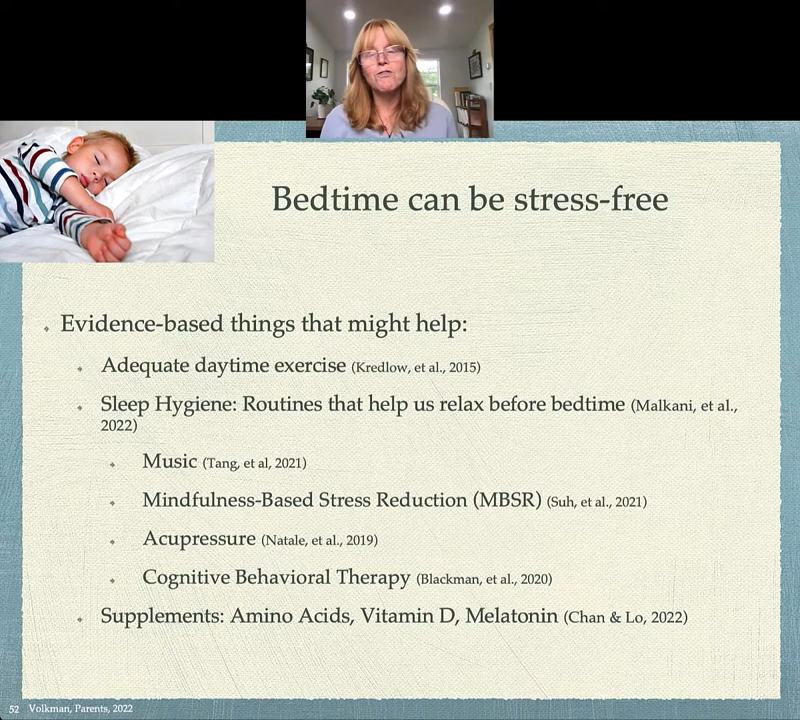 Bedtime can be stress-free
Evidence-based things that might help:
Adequate daytime exercise (Kredlow, et al., 2015)
Sleep Hygiene: Routines that help us relax before bedtime (Malkani, et al.,
2022)
Music (Tang, et al, 2021)
Mindfulness-Based Stress Reduction (MBSR) (Suh, et al., 2021)
Acupressure (Natale, et al., 2019)
Cognitive Behavioral Therapy (Blackman, et al., 2020)
Supplements: Amino Acids, Vitamin D, Melatonin (Chan & Lo, 2022)
52 Volkman, Parents, 2022